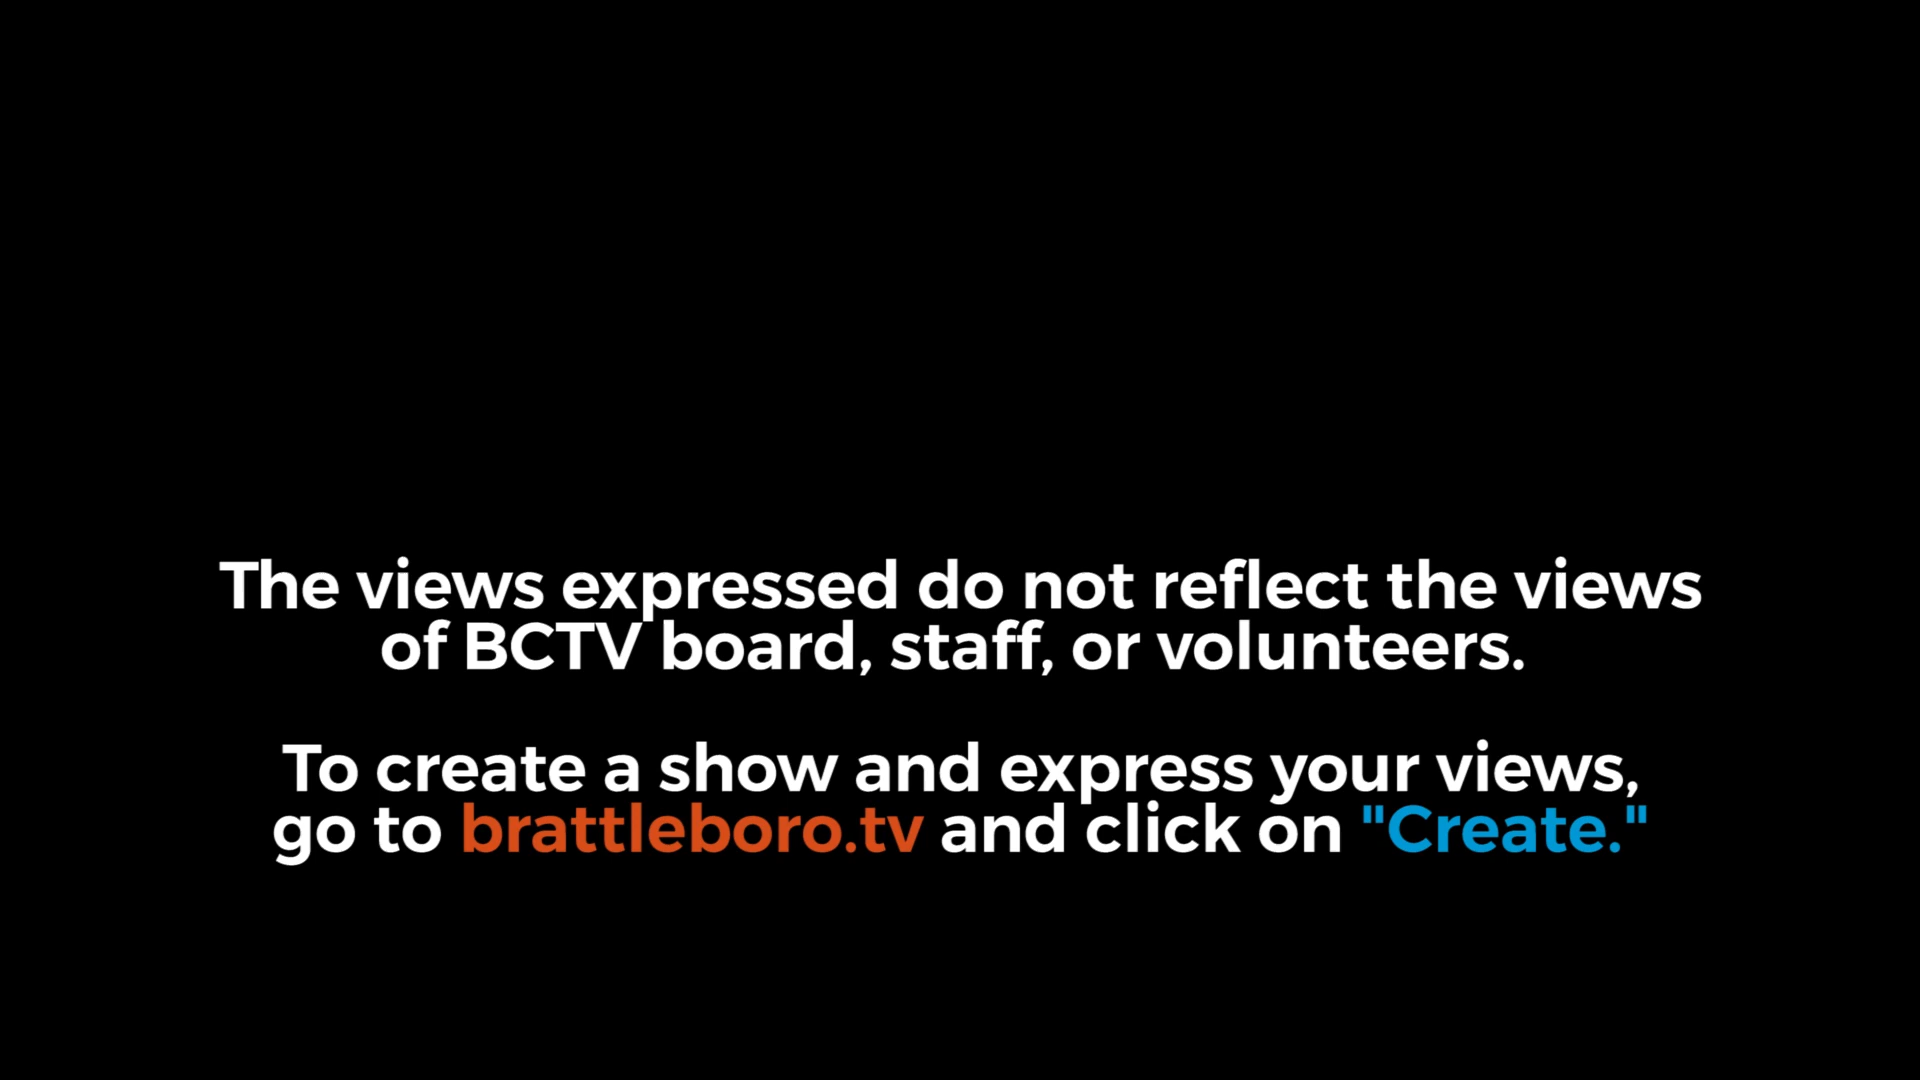 The views expressed do not reflect the views
of BCTV board, staff, or volunteers.
To create a show and express your views,
go to brattleboro.tv and click on "Create."